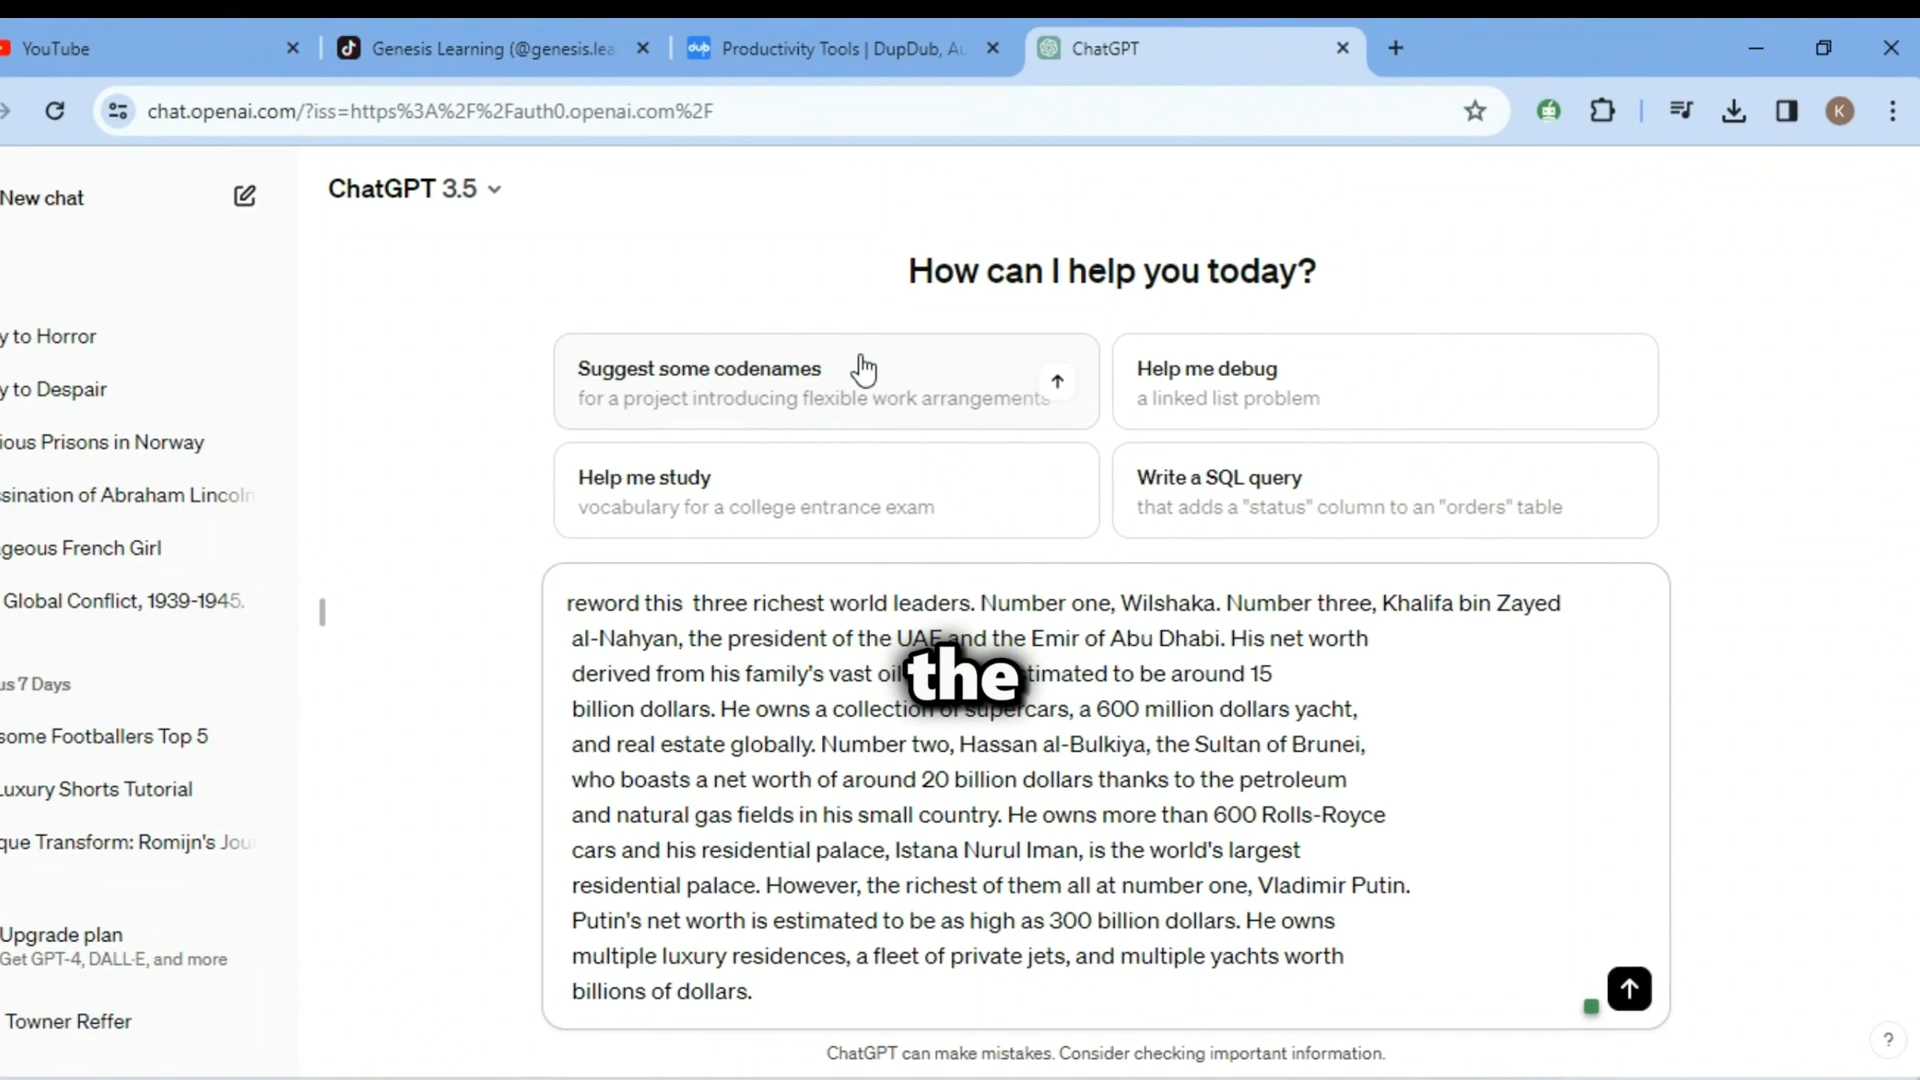 YouTube
Genesis Learning (@genesis.lea
dub Productivity Tools | DupDub, Au
ChatGPT
chat.openai.com/?iss=https%3A%2F%2Fauth0.openai.com%2F
K
New chat
ChatGPT 3.5
How can I help you today?
y to Horror
y to Despair
ious Prisons in Norway
ssination of Abraham Lincoln
ageous French Girl
Global Conflict, 1939-1945.
us 7 Days
some Footballers Top 5
Luxury Shorts Tutorial
que Transform: Romijn's Jou
Upgrade plan
Get GPT-4, DALL·E, and more
Towner Reffer
Suggest some codenames
for a project introducing flexible work arrangements
Help me debug
a linked list problem
Help me study
vocabulary for a college entrance exam
Write a SQL query
that adds a "status" column to an "orders" table
reword this three richest world leaders. Number one, Wilshaka. Number three, Khalifa bin Zayed
al-Nahyan, the president of the UAE and the Emir of Abu Dhabi. His net worth
derived from his family's vast oil estimated to be around 15
billion dollars. He owns a collection of supercars, a 600 million dollars yacht,
and real estate globally. Number two, Hassan al-Bulkiya, the Sultan of Brunei,
who boasts a net worth of around 20 billion dollars thanks to the petroleum
and natural gas fields in his small country. He owns more than 600 Rolls-Royce
cars and his residential palace, Istana Nurul Iman, is the world's largest
residential palace. However, the richest of them all at number one, Vladimir Putin.
Putin's net worth is estimated to be as high as 300 billion dollars. He owns
multiple luxury residences, a fleet of private jets, and multiple yachts worth
billions of dollars.
the
ChatGPT can make mistakes. Consider checking important information.
?